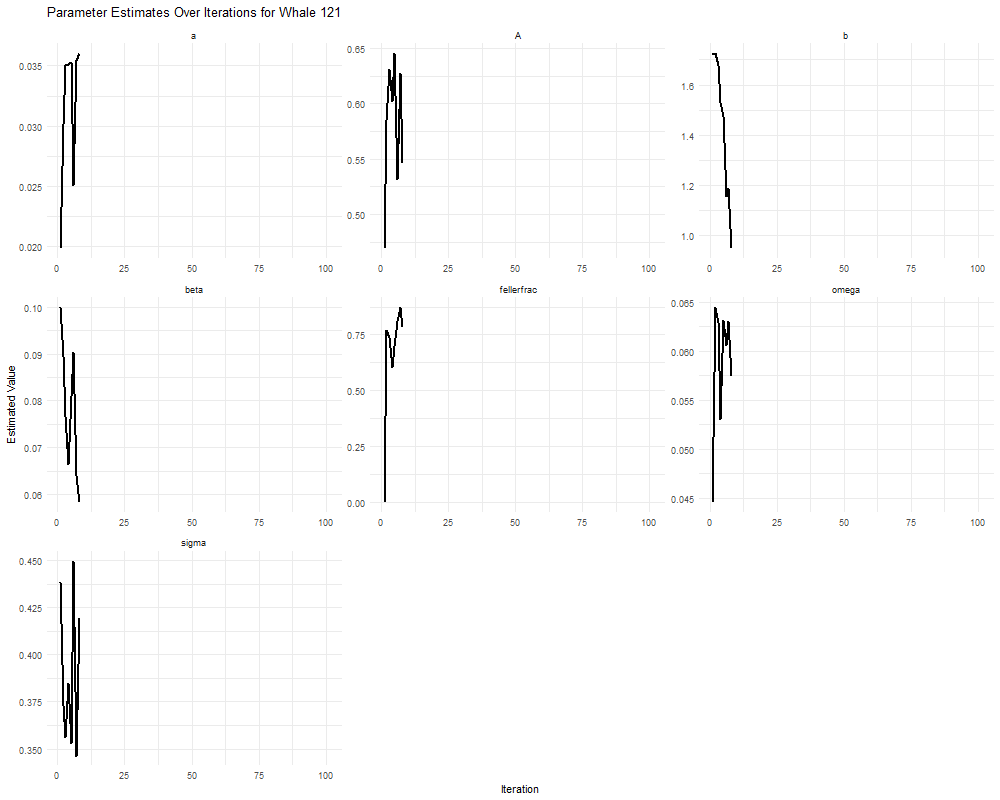 Parameter Estimates Over Iterations for Whale 121
a
A
b
0.035
0.030
0.025
0.020
0.65
0.60
0.55
0.50
1.6
1.4
1.2
1.0
0 25 50 75 100
0 25 50 75 100
0 25 50 75 100
beta
fellerfrac
omega
0.10
0.09
0.08
0.07
0.06
0.75
0.50
0.25
0.00
0.065
0.060
0.055
0.050
0.045
0 25 50 75 100
0 25 50 75 100
0 25 50 75 100
sigma
0.450
0.425
0.400
0.375
0.350
0 25 50 75 100
Estimated Value
Iteration